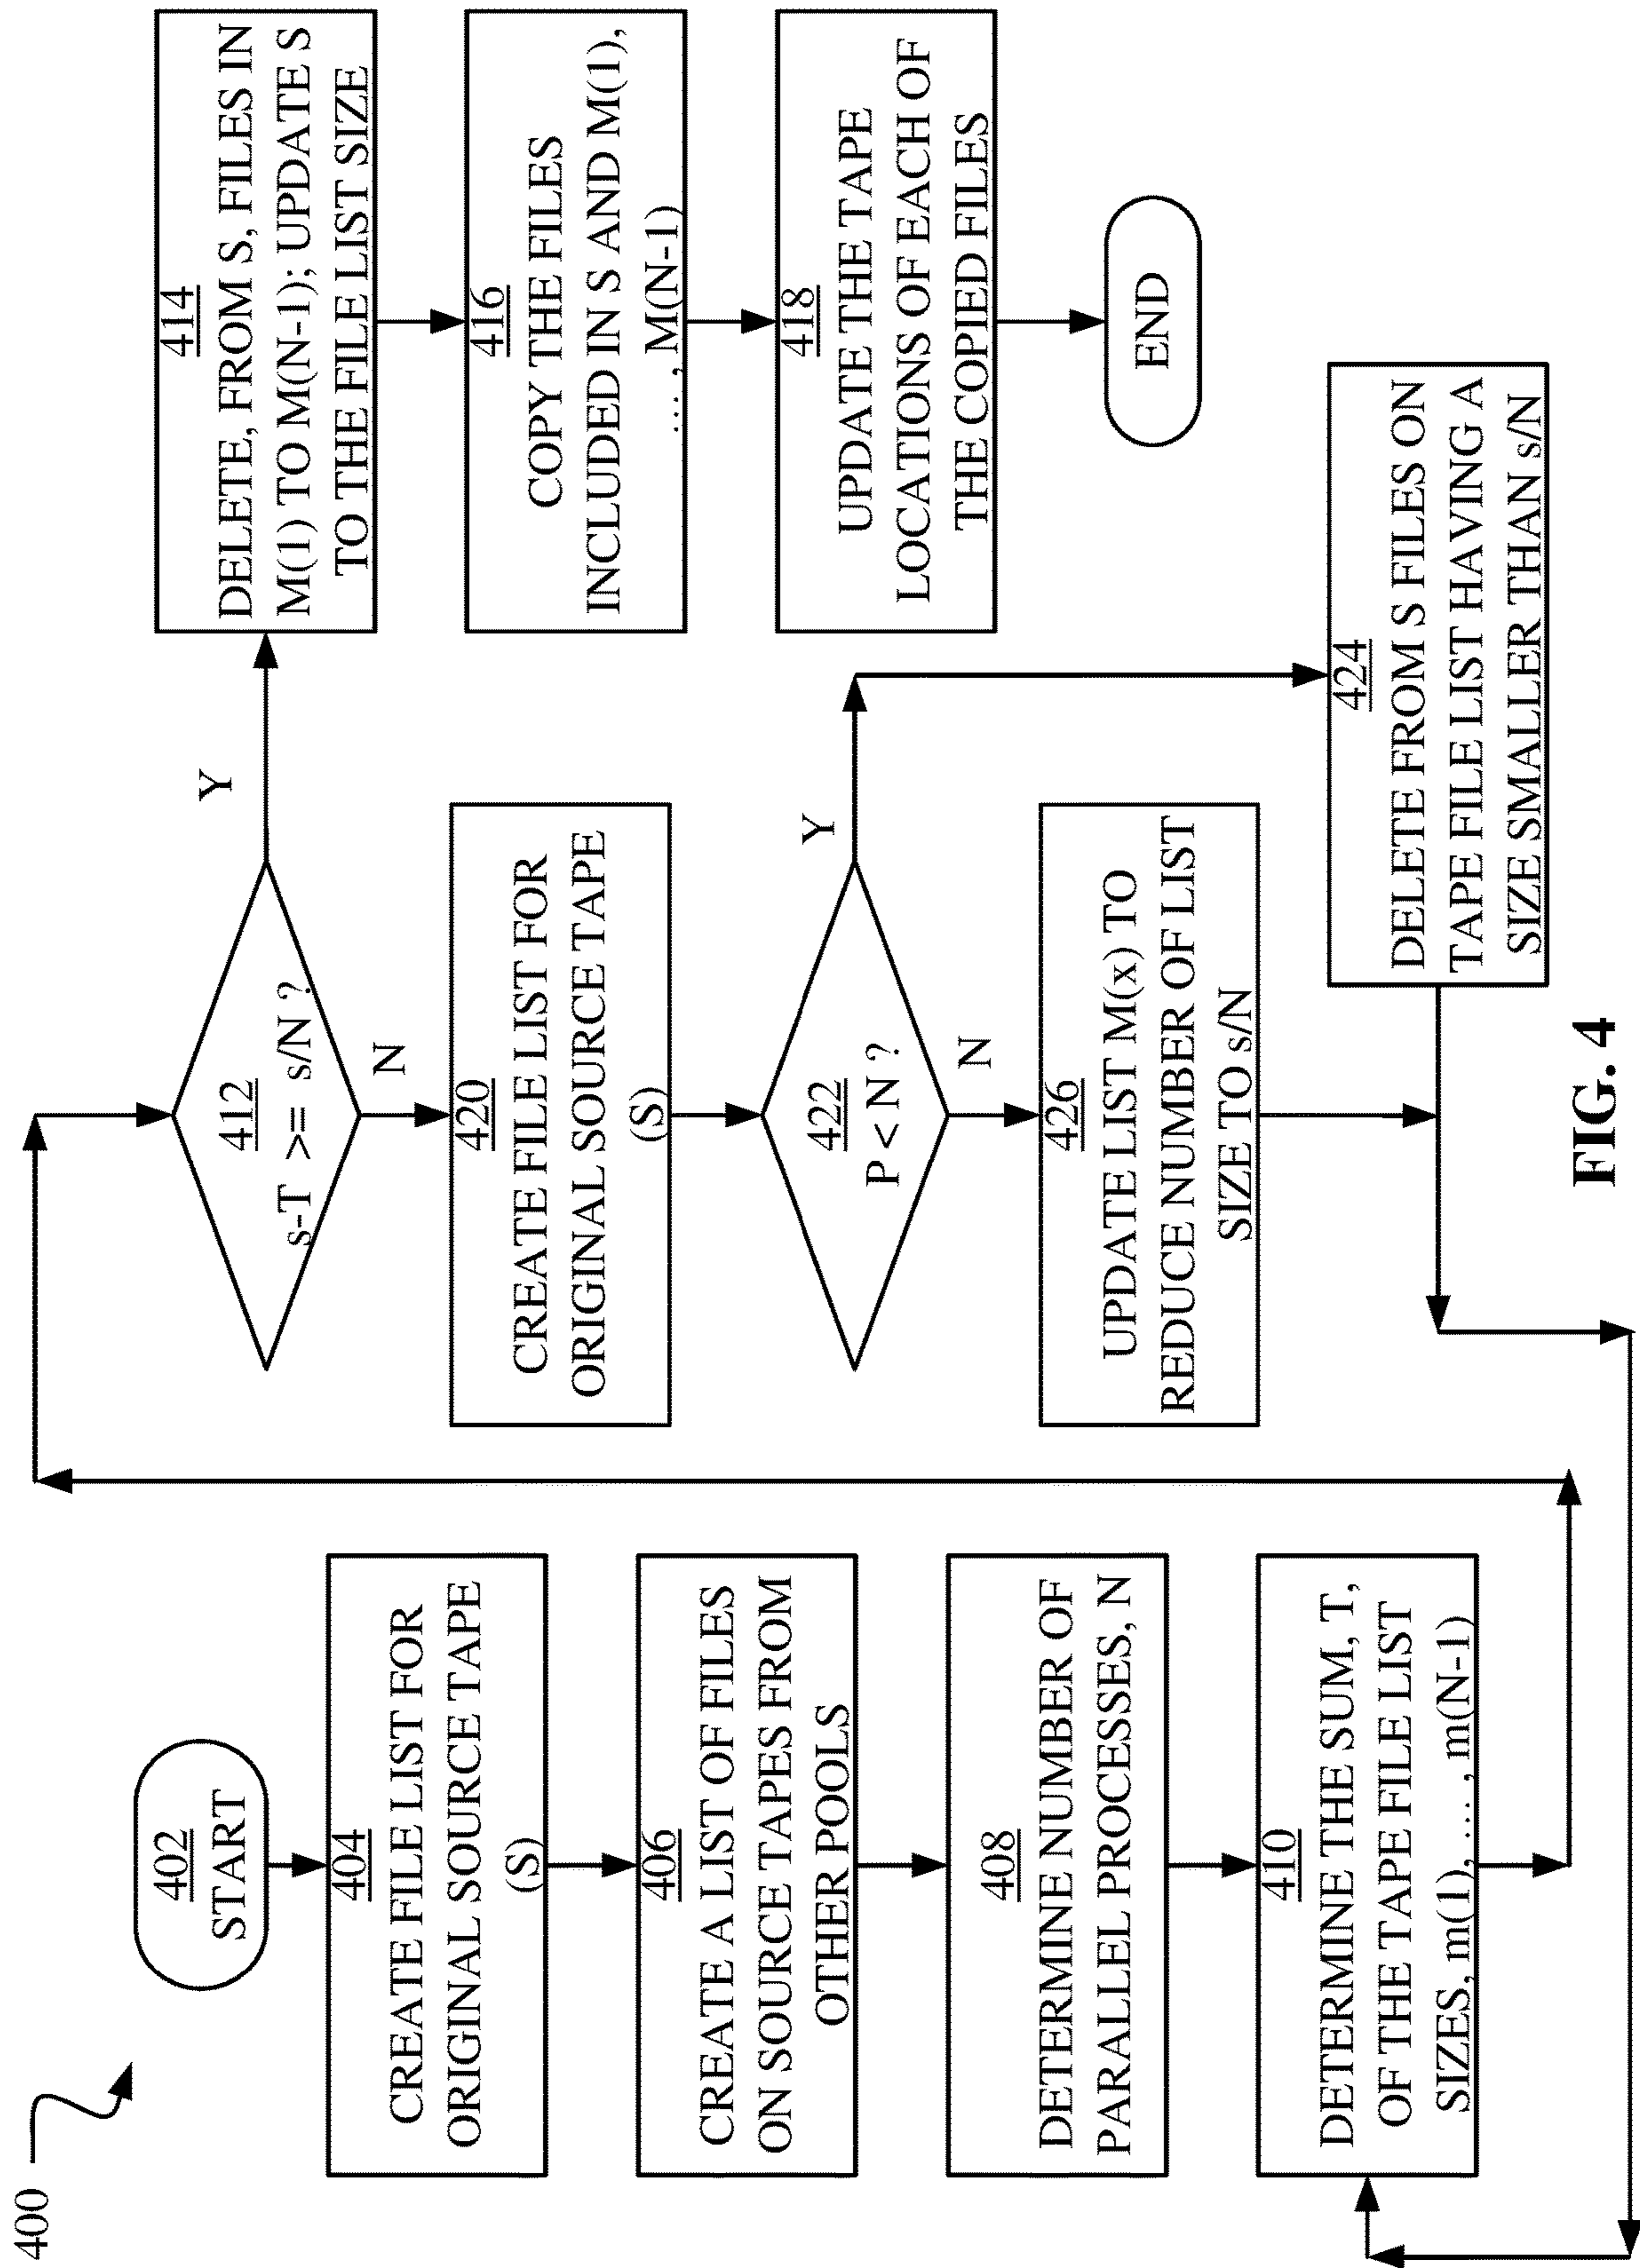 400
402
START
404
CREATE FILE LIST FOR
ORIGINAL SOURCE TAPE
(S)
406
CREATE A LIST OF FILES
ON SOURCE TAPES FROM
OTHER POOLS
408
DETERMINE NUMBER OF
PARALLEL PROCESSES, N
410
DETERMINE THE SUM, T,
OF THE TAPE FILE LIST
SIZES, m(1), ... , m(N-1)
412
s-T >= s/N ?
Y
N
414
DELETE, FROM S, FILES IN
M(1) TO M(N-1); UPDATE S
TO THE FILE LIST SIZE
416
COPY THE FILES
INCLUDED IN S AND M(1),
... , M(N-1)
418
UPDATE THE TAPE
LOCATIONS OF EACH OF
THE COPIED FILES
END
420
CREATE FILE LIST FOR
ORIGINAL SOURCE TAPE
(S)
422
P < N ?
Y
N
424
DELETE FROM S FILES ON
TAPE FILE LIST HAVING A
SIZE SMALLER THAN s/N
426
UPDATE LIST M(x) TO
REDUCE NUMBER OF LIST
SIZE TO s/N
FIG. 4